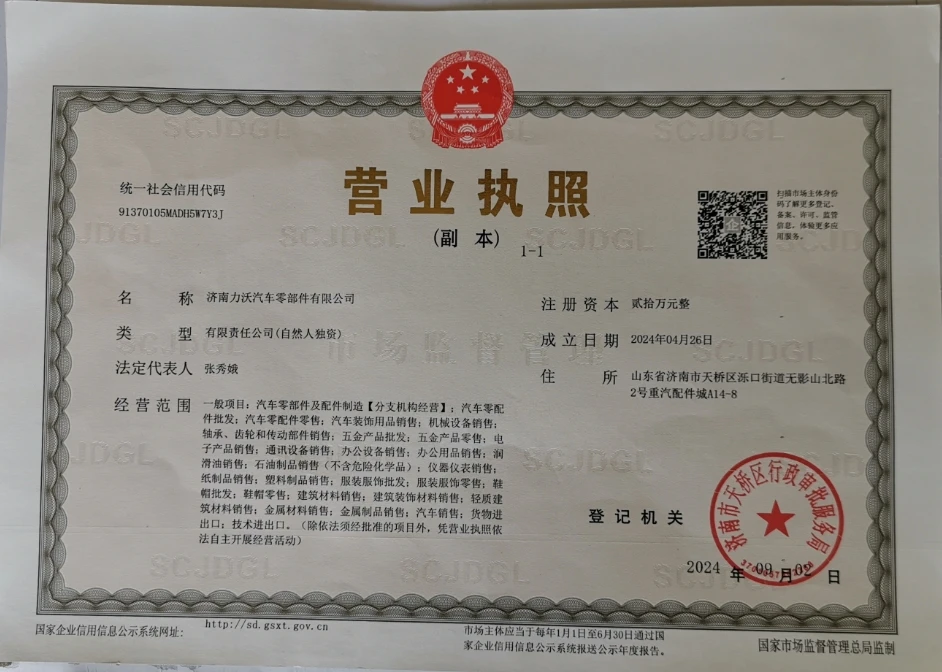 营业执照
(副 本)
1-1
统一社会信用代码
91370105MADH5W7Y3J
扫描市场主体身份
码了解更多登记、
备案、许可、监管
信息，体验更多应
用服务。
名 称 济南力沃汽车零部件有限公司
类 型 有限责任公司(自然人独资)
法定代表人 张秀娥
经营范围 一般项目：汽车零部件及配件制造【分支机构经营】；汽车零配
件批发；汽车零配件零售；汽车装饰用品销售；机械设备销售；
轴承、齿轮和传动部件销售；五金产品批发；五金产品零售；电
子产品销售；通讯设备销售；办公设备销售；办公用品销售；润
滑油销售；石油制品销售（不含危险化学品）；仪器仪表销售；
纸制品销售；塑料制品销售；服装服饰批发；服装服饰零售；鞋
帽批发；鞋帽零售；建筑材料销售；建筑装饰材料销售；轻质建
筑材料销售；金属材料销售；金属制品销售；汽车销售；货物进
出口；技术进出口。（除依法须经批准的项目外，凭营业执照依
法自主开展经营活动）
注册资本 贰拾万元整
成立日期 2024年04月26日
住 所 山东省济南市天桥区泺口街道无影山北路
2号重汽配件城A14-8
登记机关
济南市天桥区行政审批服务局
2024 年 09 月 02 日
国家企业信用信息公示系统网址：
http://sd.gsxt.gov.cn
市场主体应当于每年1月1日至6月30日通过国
家企业信用信息公示系统报送公示年度报告。
国家市场监督管理总局监制
SCJDGL
市场监督管理